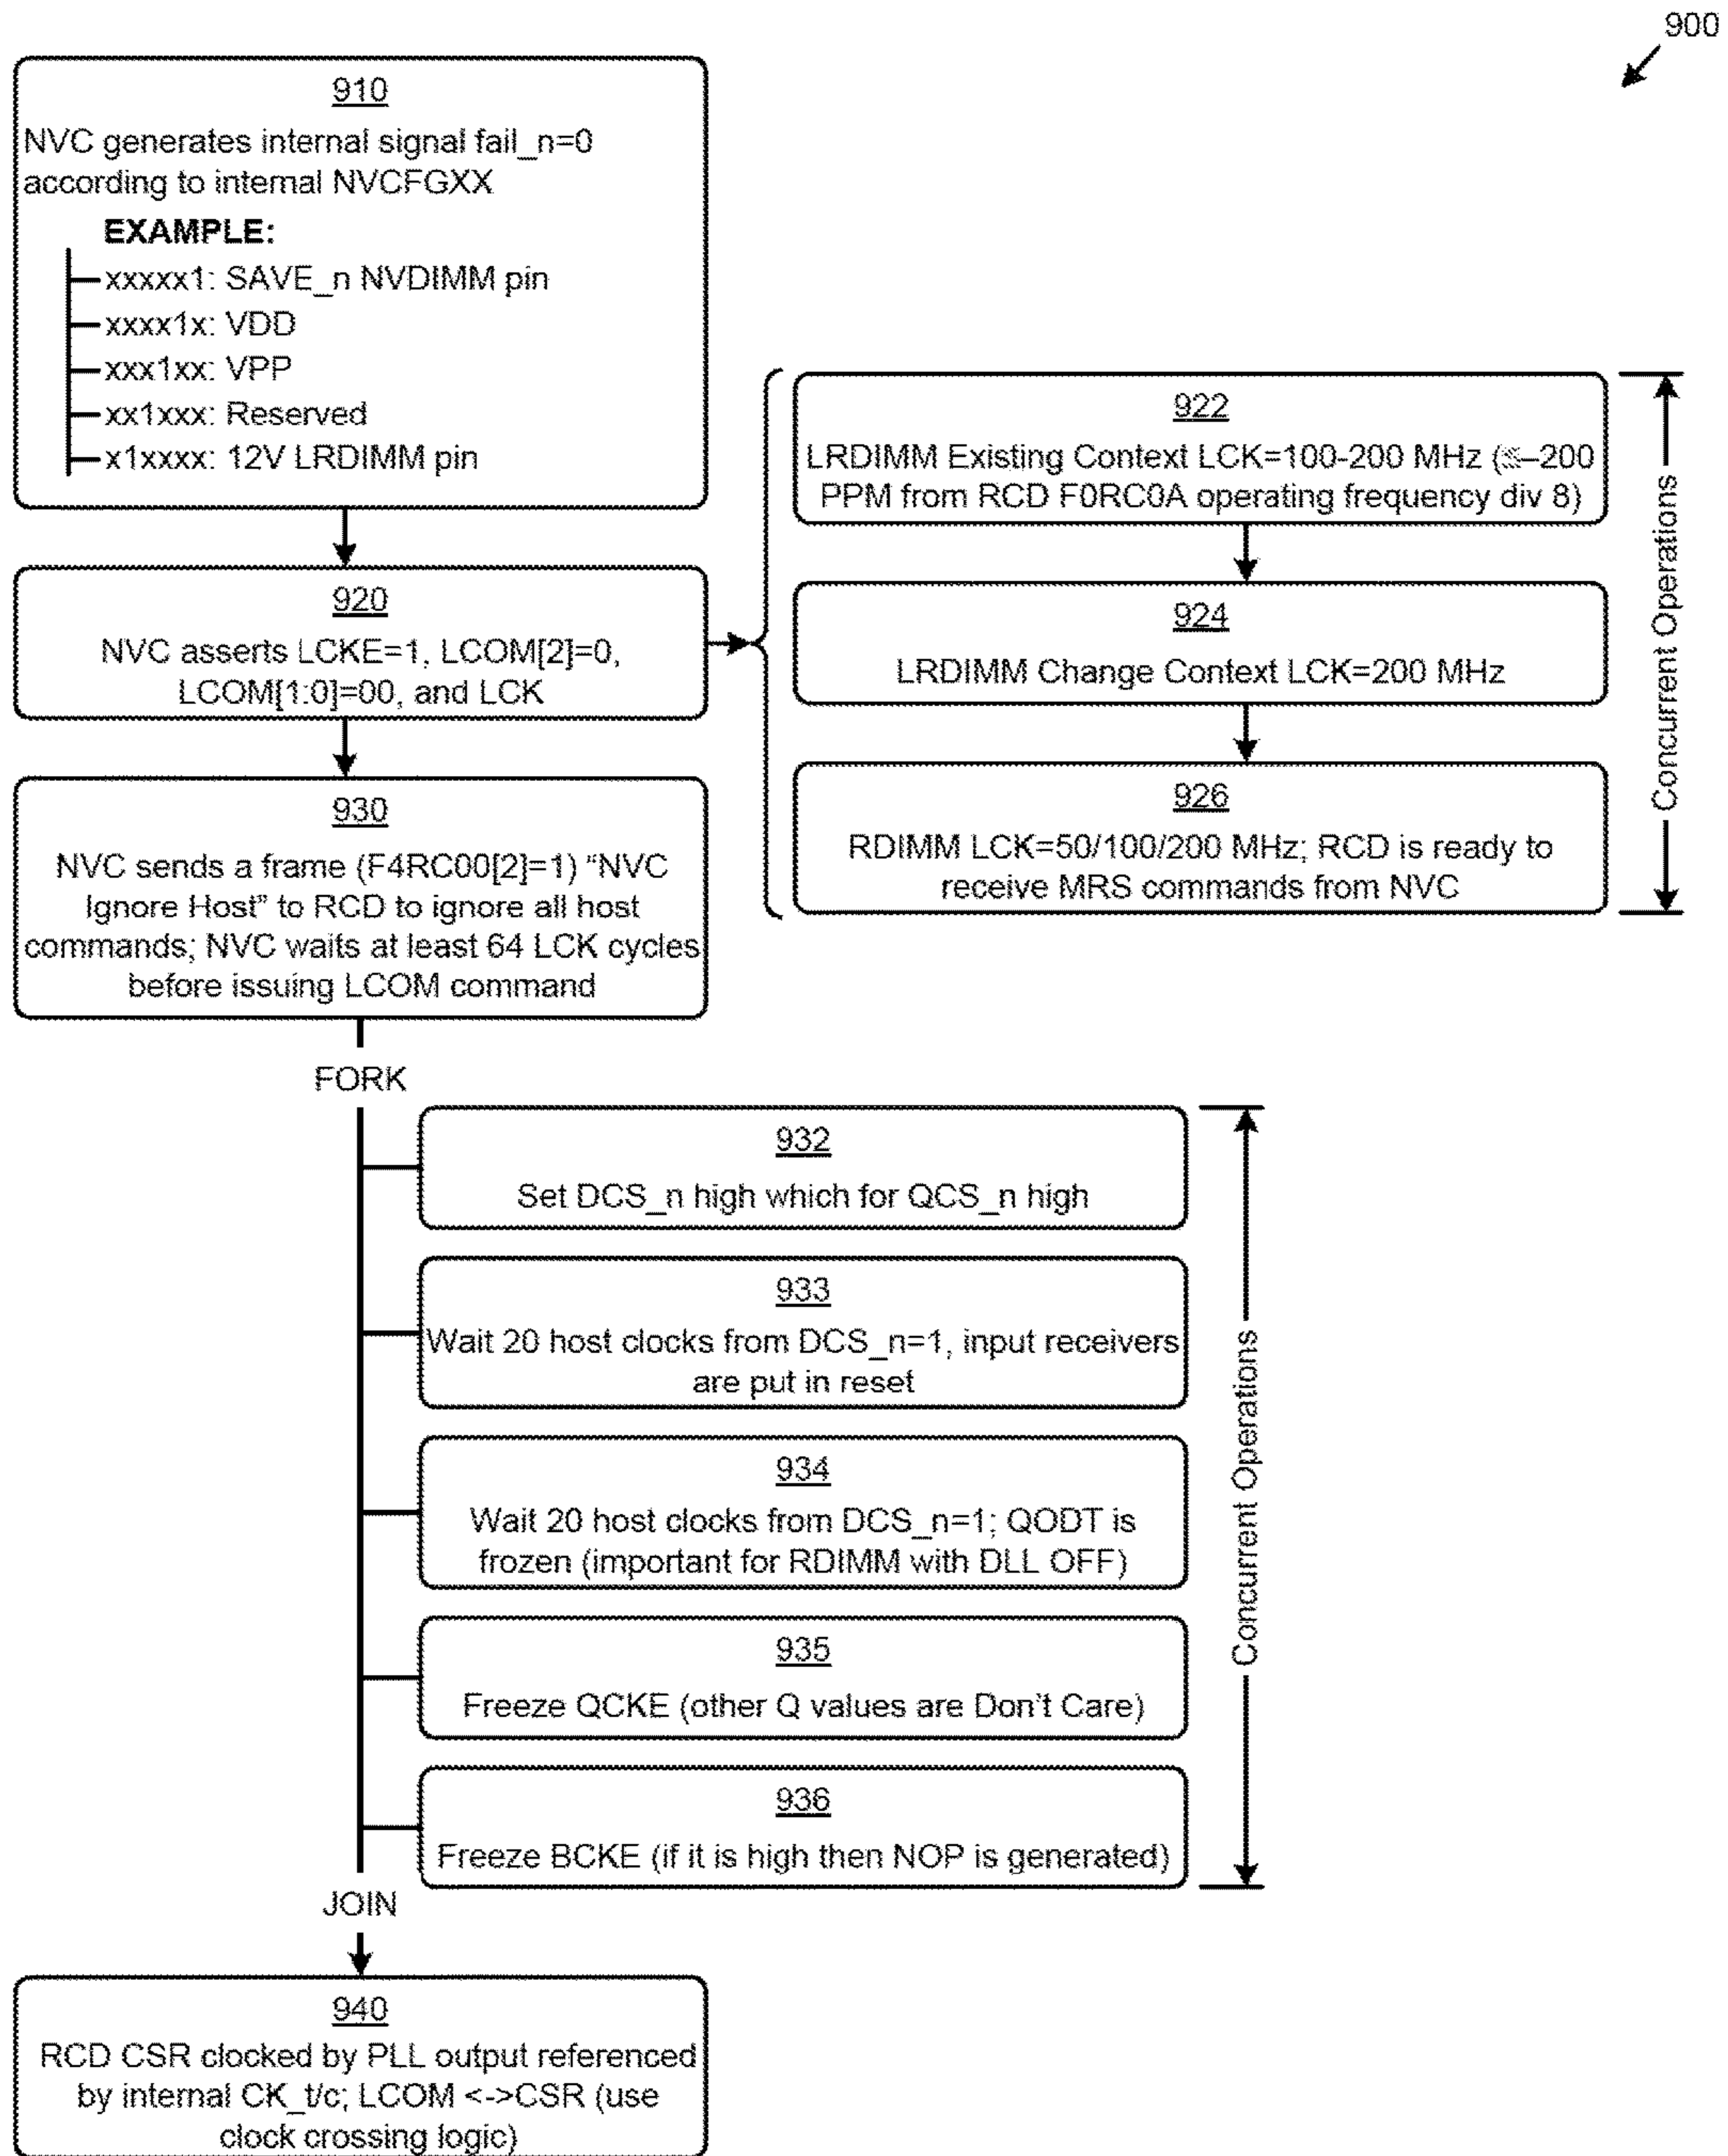 900
910
NVC generates internal signal fail_n=0
according to internal NVCFGXX
EXAMPLE:
xxxxx1: SAVE_n NVDIMM pin
xxxx1x: VDD
xxx1xx: VPP
xx1xxx: Reserved
x1xxxx: 12V LRDIMM pin
920
NVC asserts LCKE=1, LCOM[2]=0,
LCOM[1:0]=00, and LCK
922
LRDIMM Existing Context LCK=100-200 MHz (–200
PPM from RCD F0RC0A operating frequency div 8)
924
LRDIMM Change Context LCK=200 MHz
926
RDIMM LCK=50/100/200 MHz; RCD is ready to
receive MRS commands from NVC
Concurrent Operations
930
NVC sends a frame (F4RC00[2]=1) “NVC
Ignore Host” to RCD to ignore all host
commands; NVC waits at least 64 LCK cycles
before issuing LCOM command
FORK
932
Set DCS_n high which for QCS_n high
933
Wait 20 host clocks from DCS_n=1, input receivers
are put in reset
934
Wait 20 host clocks from DCS_n=1; QODT is
frozen (important for RDIMM with DLL OFF)
935
Freeze QCKE (other Q values are Don’t Care)
936
Freeze BCKE (if it is high then NOP is generated)
Concurrent Operations
JOIN
940
RCD CSR clocked by PLL output referenced
by internal CK_t/c; LCOM <->CSR (use
clock crossing logic)